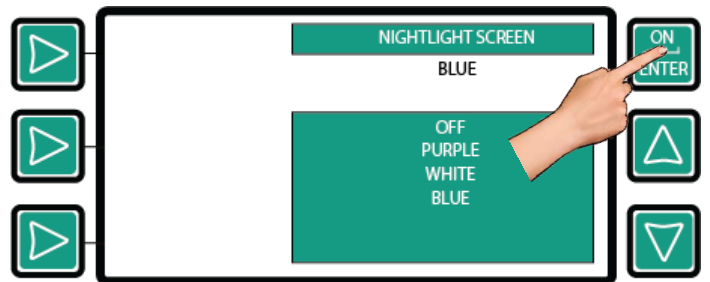 NIGHTLIGHT SCREEN
BLUE
OFF
PURPLE
WHITE
BLUE
ON
ENTER